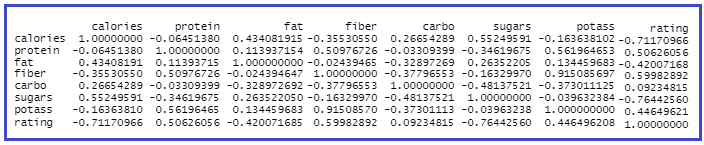 calories protein fat fiber carbo sugars potass rating
calories 1.00000000 -0.06451380 0.434081915 -0.35530550 0.26654289 0.55249591 -0.163638102 -0.71170966
protein -0.06451380 1.00000000 0.113937154 0.50976726 -0.03309399 -0.34619675 0.561964653 0.50626056
fat 0.43408191 0.11393715 1.000000000 -0.02439465 -0.32897269 0.26352205 0.134459683 -0.42007168
fiber -0.35530550 0.50976726 -0.024394647 1.00000000 -0.37796553 -0.16329970 0.915085697 0.59982892
carbo 0.26654289 -0.03309399 -0.328972692 -0.37796553 1.00000000 -0.48137521 -0.373011125 0.09234815
sugars 0.55249591 -0.34619675 0.263522050 -0.16329970 -0.48137521 1.00000000 -0.039632384 -0.76442560
potass -0.16363810 0.56196465 0.134459683 0.91508570 -0.37301113 -0.03963238 1.000000000 0.44649621
rating -0.71170966 0.50626056 -0.420071685 0.59982892 0.09234815 -0.76442560 0.446496208 1.00000000